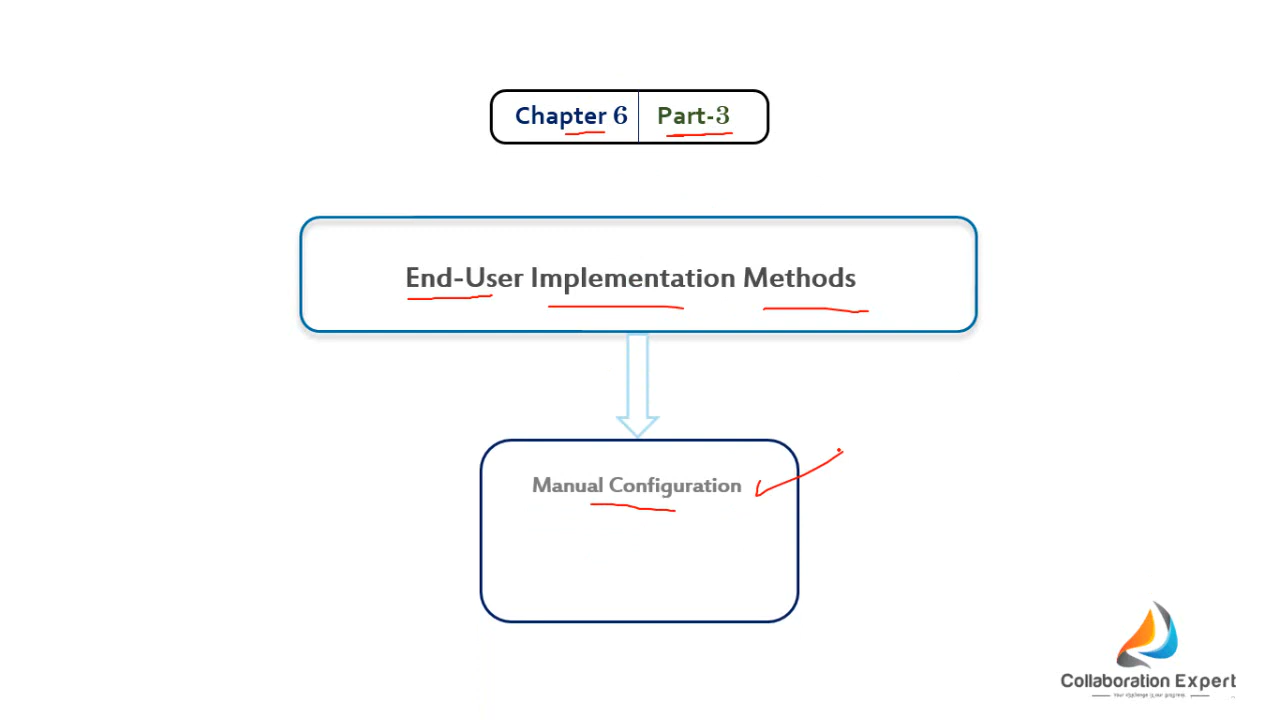 Chapter 6 Part-3
End-User Implementation Methods
Manual Configuration
Collaboration Expert